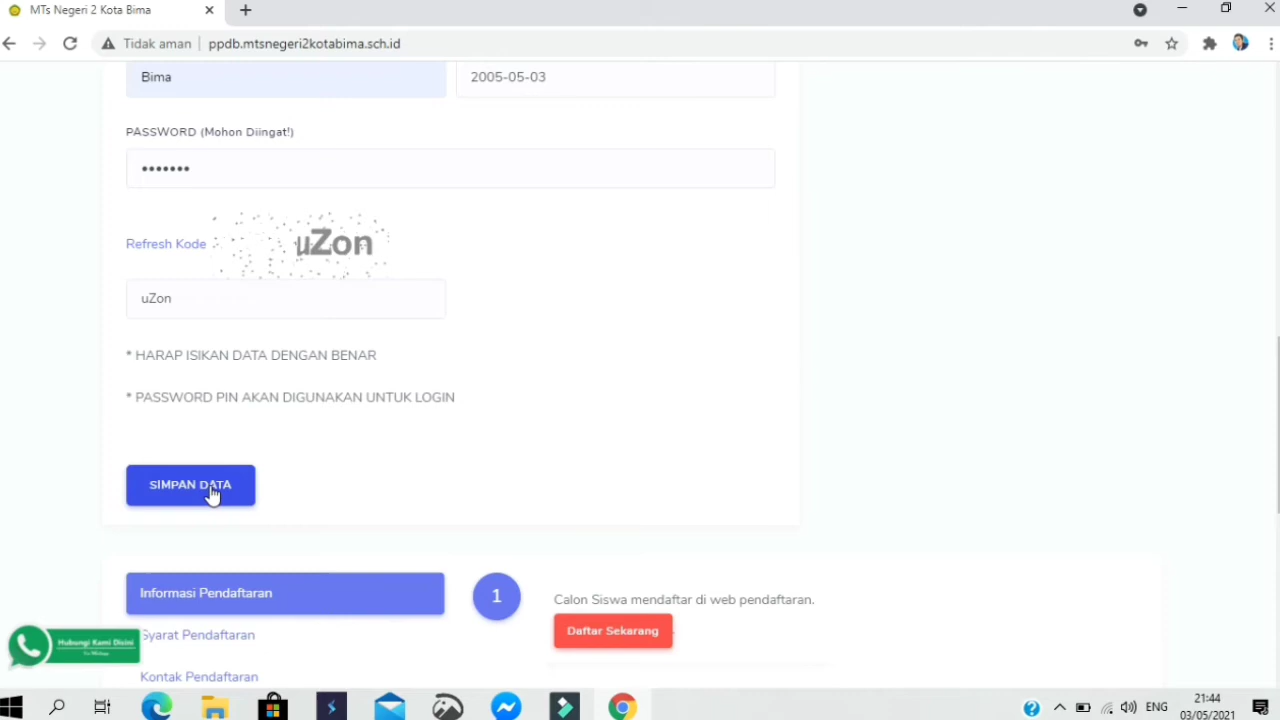 MTs Negeri 2 Kota Bima
Tidak aman
ppdb.mtsnegeri2kotabima.sch.id
Bima
2005-05-03
PASSWORD (Mohon Diingat!)
•••••••
Refresh Kode
uZon
uZon
* HARAP ISIKAN DATA DENGAN BENAR
* PASSWORD PIN AKAN DIGUNAKAN UNTUK LOGIN
SIMPAN DATA
Informasi Pendaftaran
Syarat Pendaftaran
Kontak Pendaftaran
1
Calon Siswa mendaftar di web pendaftaran.
Daftar Sekarang
Hubungi Kami Disini
Via Whatsapp
ENG
21:44
03/05/2021